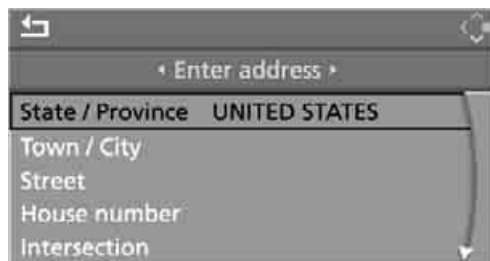 Enter address
State / Province UNITED STATES
Town / City
Street
House number
Intersection